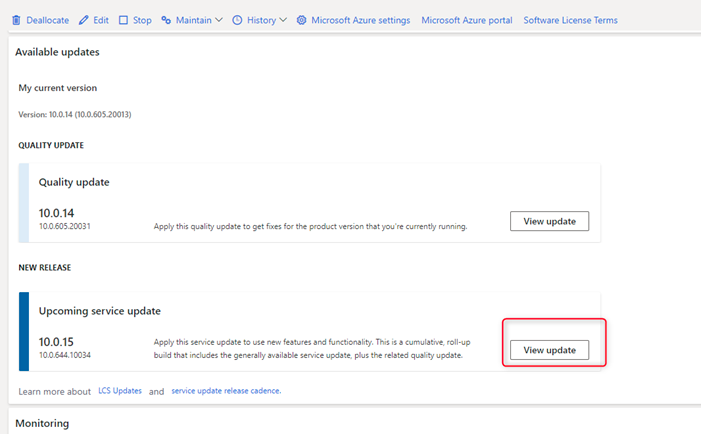 Deallocate Edit Stop Maintain History Microsoft Azure settings Microsoft Azure portal Software License Terms
Available updates
My current version
Version: 10.0.14 (10.0.605.20013)
QUALITY UPDATE
Quality update
10.0.14
10.0.605.20031
Apply this quality update to get fixes for the product version that you're currently running.
View update
NEW RELEASE
Upcoming service update
10.0.15
10.0.644.10034
Apply this service update to use new features and functionality. This is a cumulative, roll-up
build that includes the generally available service update, plus the related quality update.
View update
Learn more about LCS Updates and service update release cadence.
Monitoring